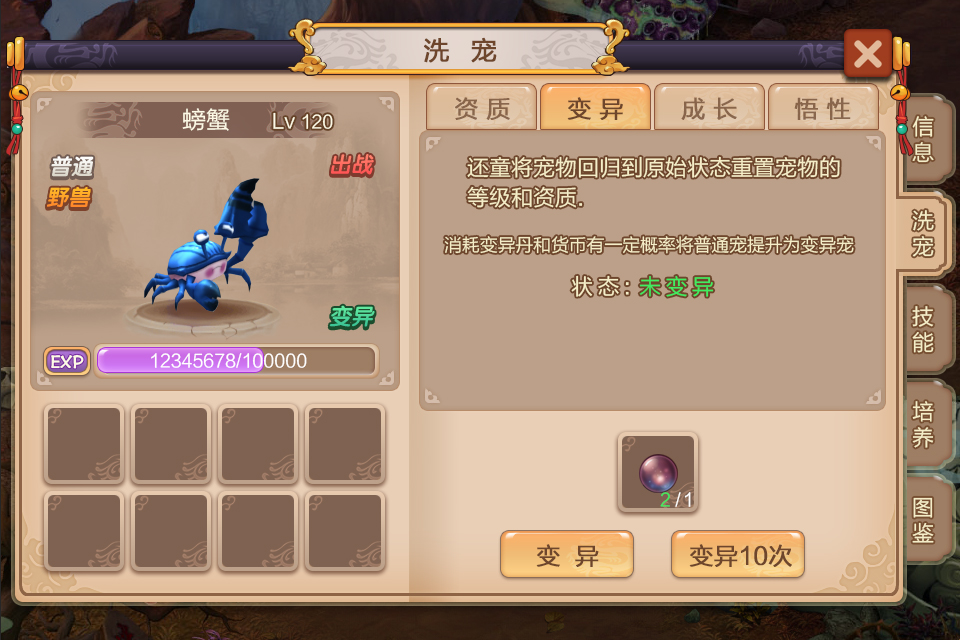 洗 宠
螃蟹 Lv 120
普通
出战
野兽
变异
EXP 12345678/100000
资质 变异 成长 悟性
还童将宠物回归到原始状态重置宠物的
等级和资质.
消耗变异丹和货币有一定概率将普通宠提升为变异宠
状态:未变异
2/1
变 异
变异10次
信息
洗宠
技能
培养
图鉴